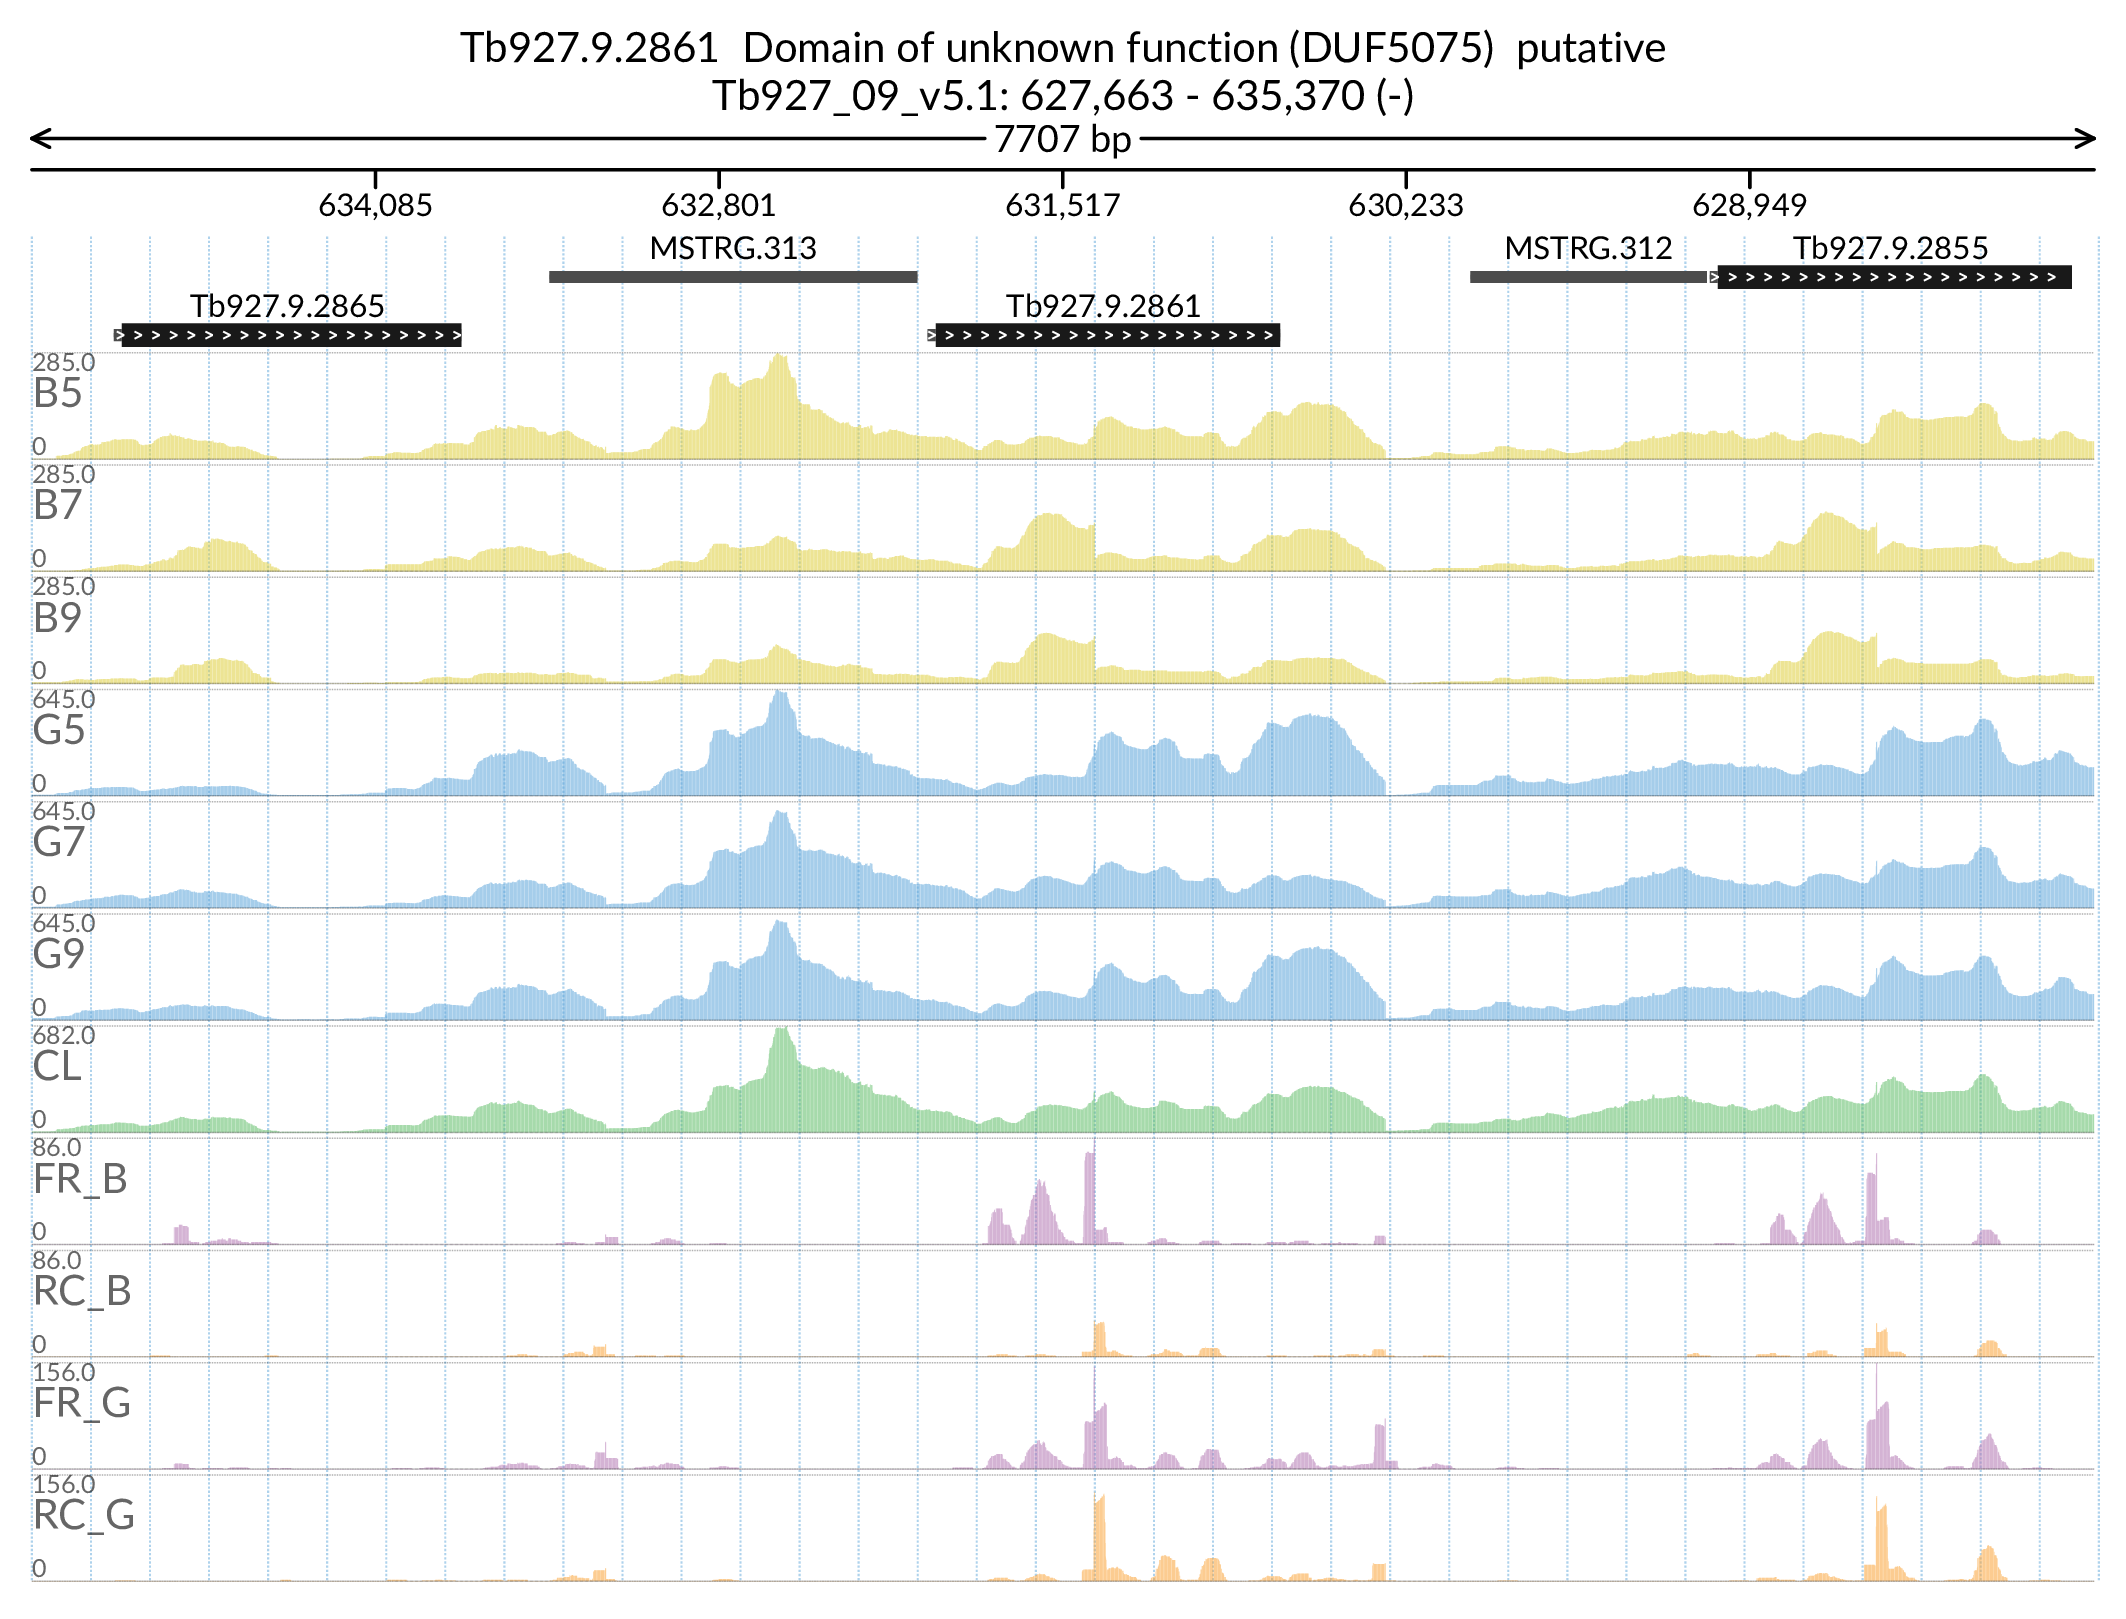 Tb927.9.2861  Domain of unknown function (DUF5075)  putative
Tb927_09_v5.1: 627,663 - 635,370 (-)
7707 bp
634,085 632,801 631,517 630,233 628,949
MSTRG.313 MSTRG.312 Tb927.9.2855
Tb927.9.2865 Tb927.9.2861
285.0
B5
0
285.0
B7
0
285.0
B9
0
645.0
G5
0
645.0
G7
0
645.0
G9
0
682.0
CL
0
86.0
FR_B
0
86.0
RC_B
0
156.0
FR_G
0
156.0
RC_G
0